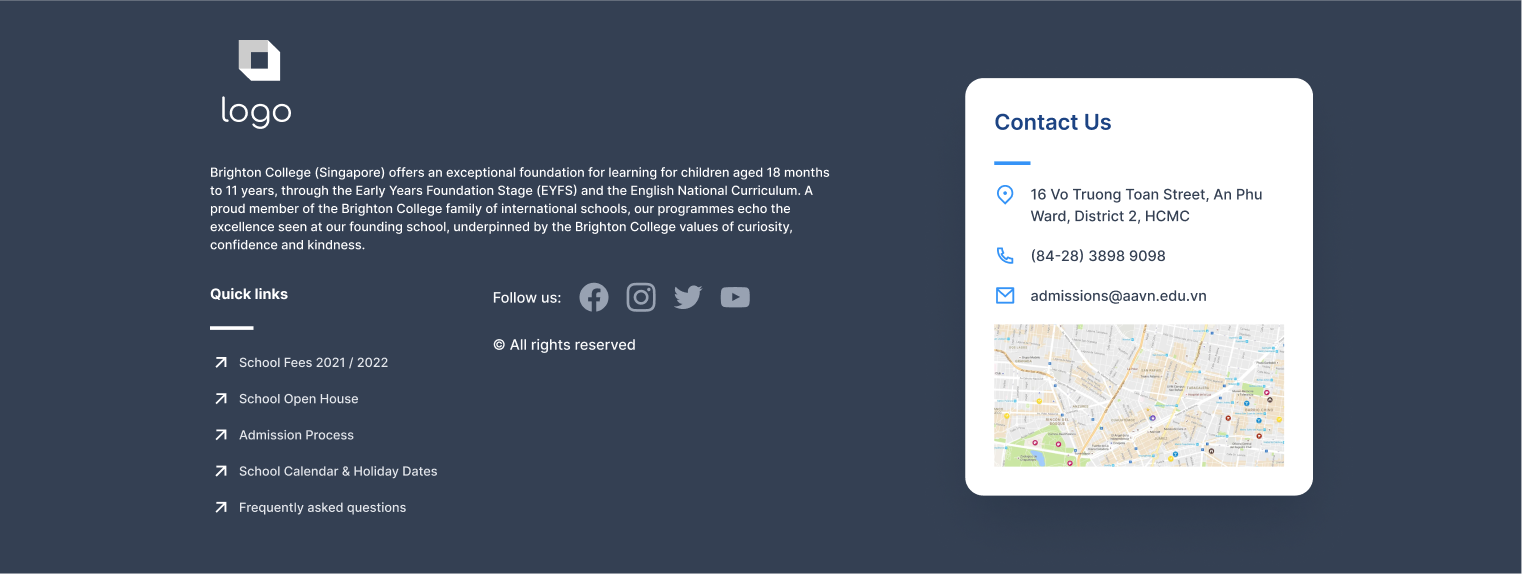 logo
Brighton College (Singapore) offers an exceptional foundation for learning for children aged 18 months
to 11 years, through the Early Years Foundation Stage (EYFS) and the English National Curriculum. A
proud member of the Brighton College family of international schools, our programmes echo the
excellence seen at our founding school, underpinned by the Brighton College values of curiosity,
confidence and kindness.
Quick links
School Fees 2021 / 2022
School Open House
Admission Process
School Calendar & Holiday Dates
Frequently asked questions
Follow us:
© All rights reserved
Contact Us
16 Vo Truong Toan Street, An Phu
Ward, District 2, HCMC
(84-28) 3898 9098
admissions@aavn.edu.vn